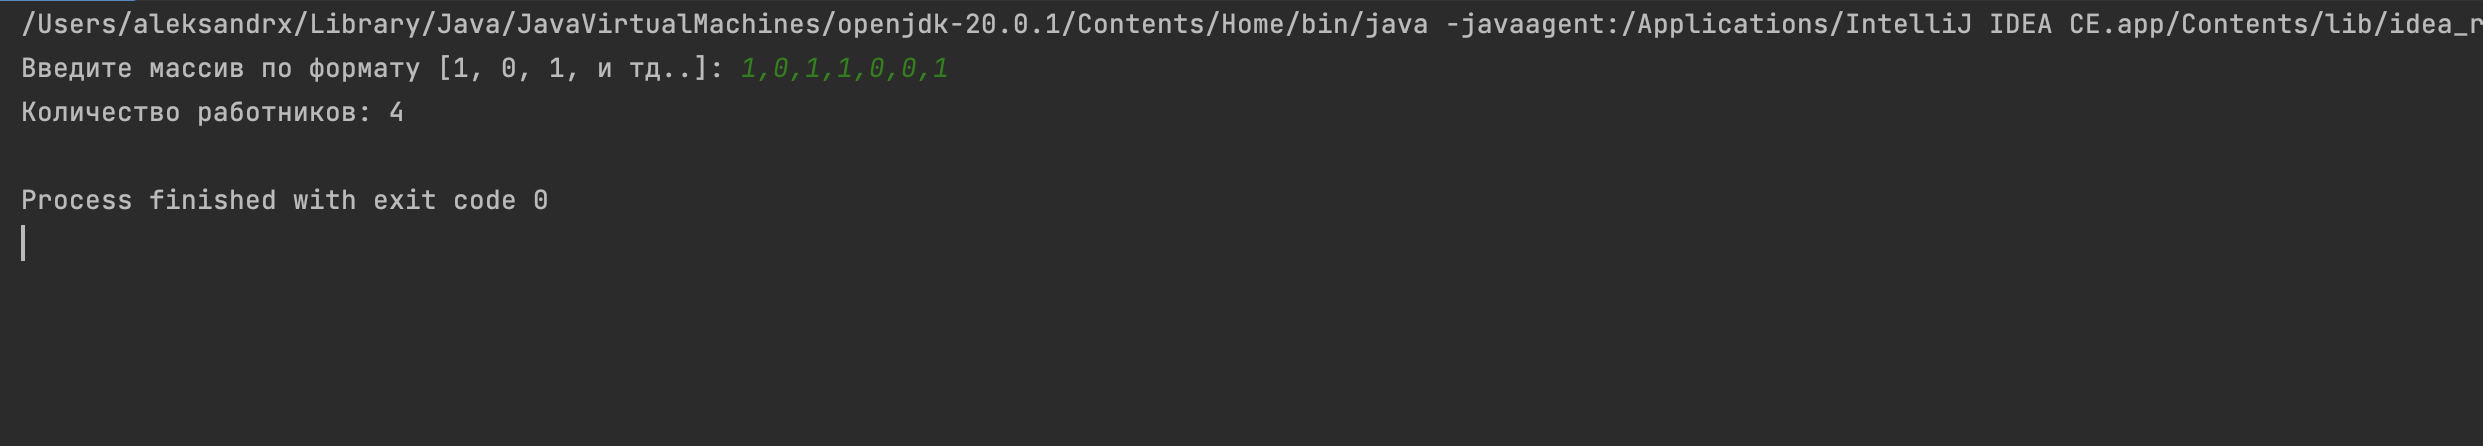 /Users/aleksandrx/Library/Java/JavaVirtualMachines/openjdk-20.0.1/Contents/Home/bin/java -javaagent:/Applications/IntelliJ IDEA CE.app/Contents/lib/idea_r
Введите массив по формату [1, 0, 1, и тд..]: 1,0,1,1,0,0,1
Количество работников: 4
Process finished with exit code 0